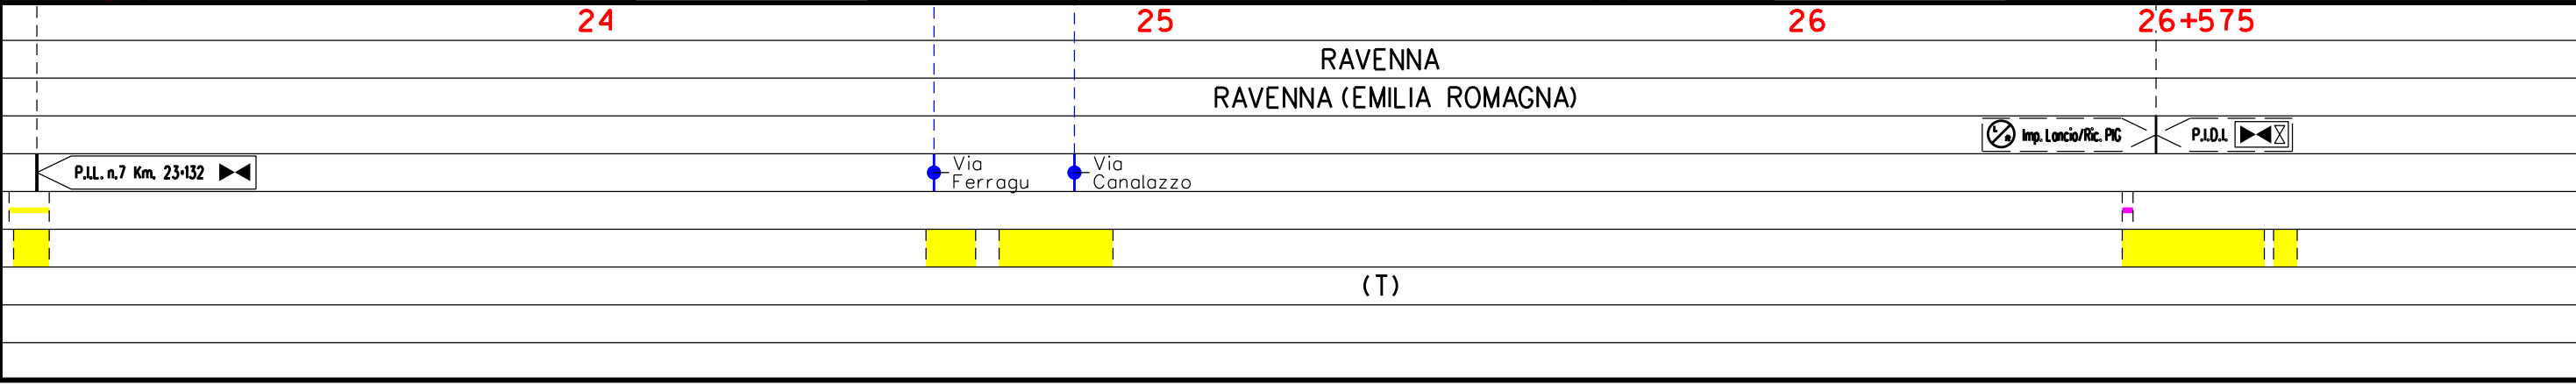 24 25 26 26+575
RAVENNA
RAVENNA (EMILIA ROMAGNA)
L/R Imp. Lancio/Ric. PIG P.I.D.I.
P.I.L. n.7 Km. 23+132
Via
Ferragu
Via
Canalazzo
(T)